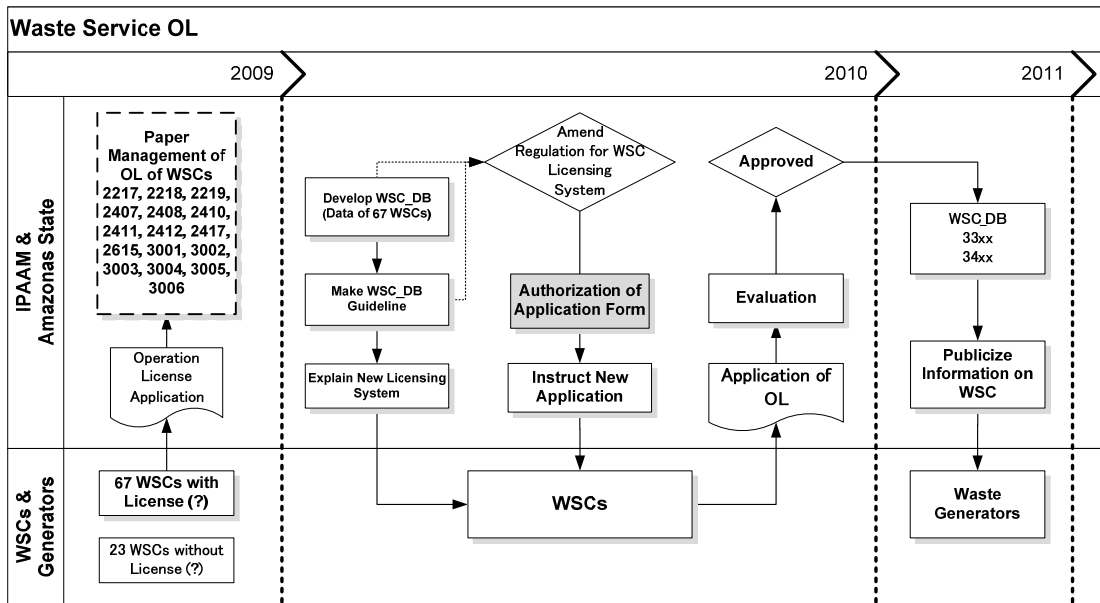 Waste Service OL
2009
2010
2011
IPAAM &
Amazonas State
Paper
Management of
OL of WSCs
2217, 2218, 2219,
2407, 2408, 2410,
2411, 2412, 2417,
2615, 3001, 3002,
3003, 3004, 3005,
3006
Operation
License
Application
Develop WSC_DB
(Data of 67 WSCs)
Make WSC_DB
Guideline
Explain New Licensing
System
Amend
Regulation for WSC
Licensing
System
Authorization of
Application Form
Instruct New
Application
Approved
Evaluation
Application of
OL
WSC_DB
33xx
34xx
Publicize
Information on
WSC
WSCs &
Generators
67 WSCs with
License (?)
23 WSCs without
License (?)
WSCs
Waste
Generators